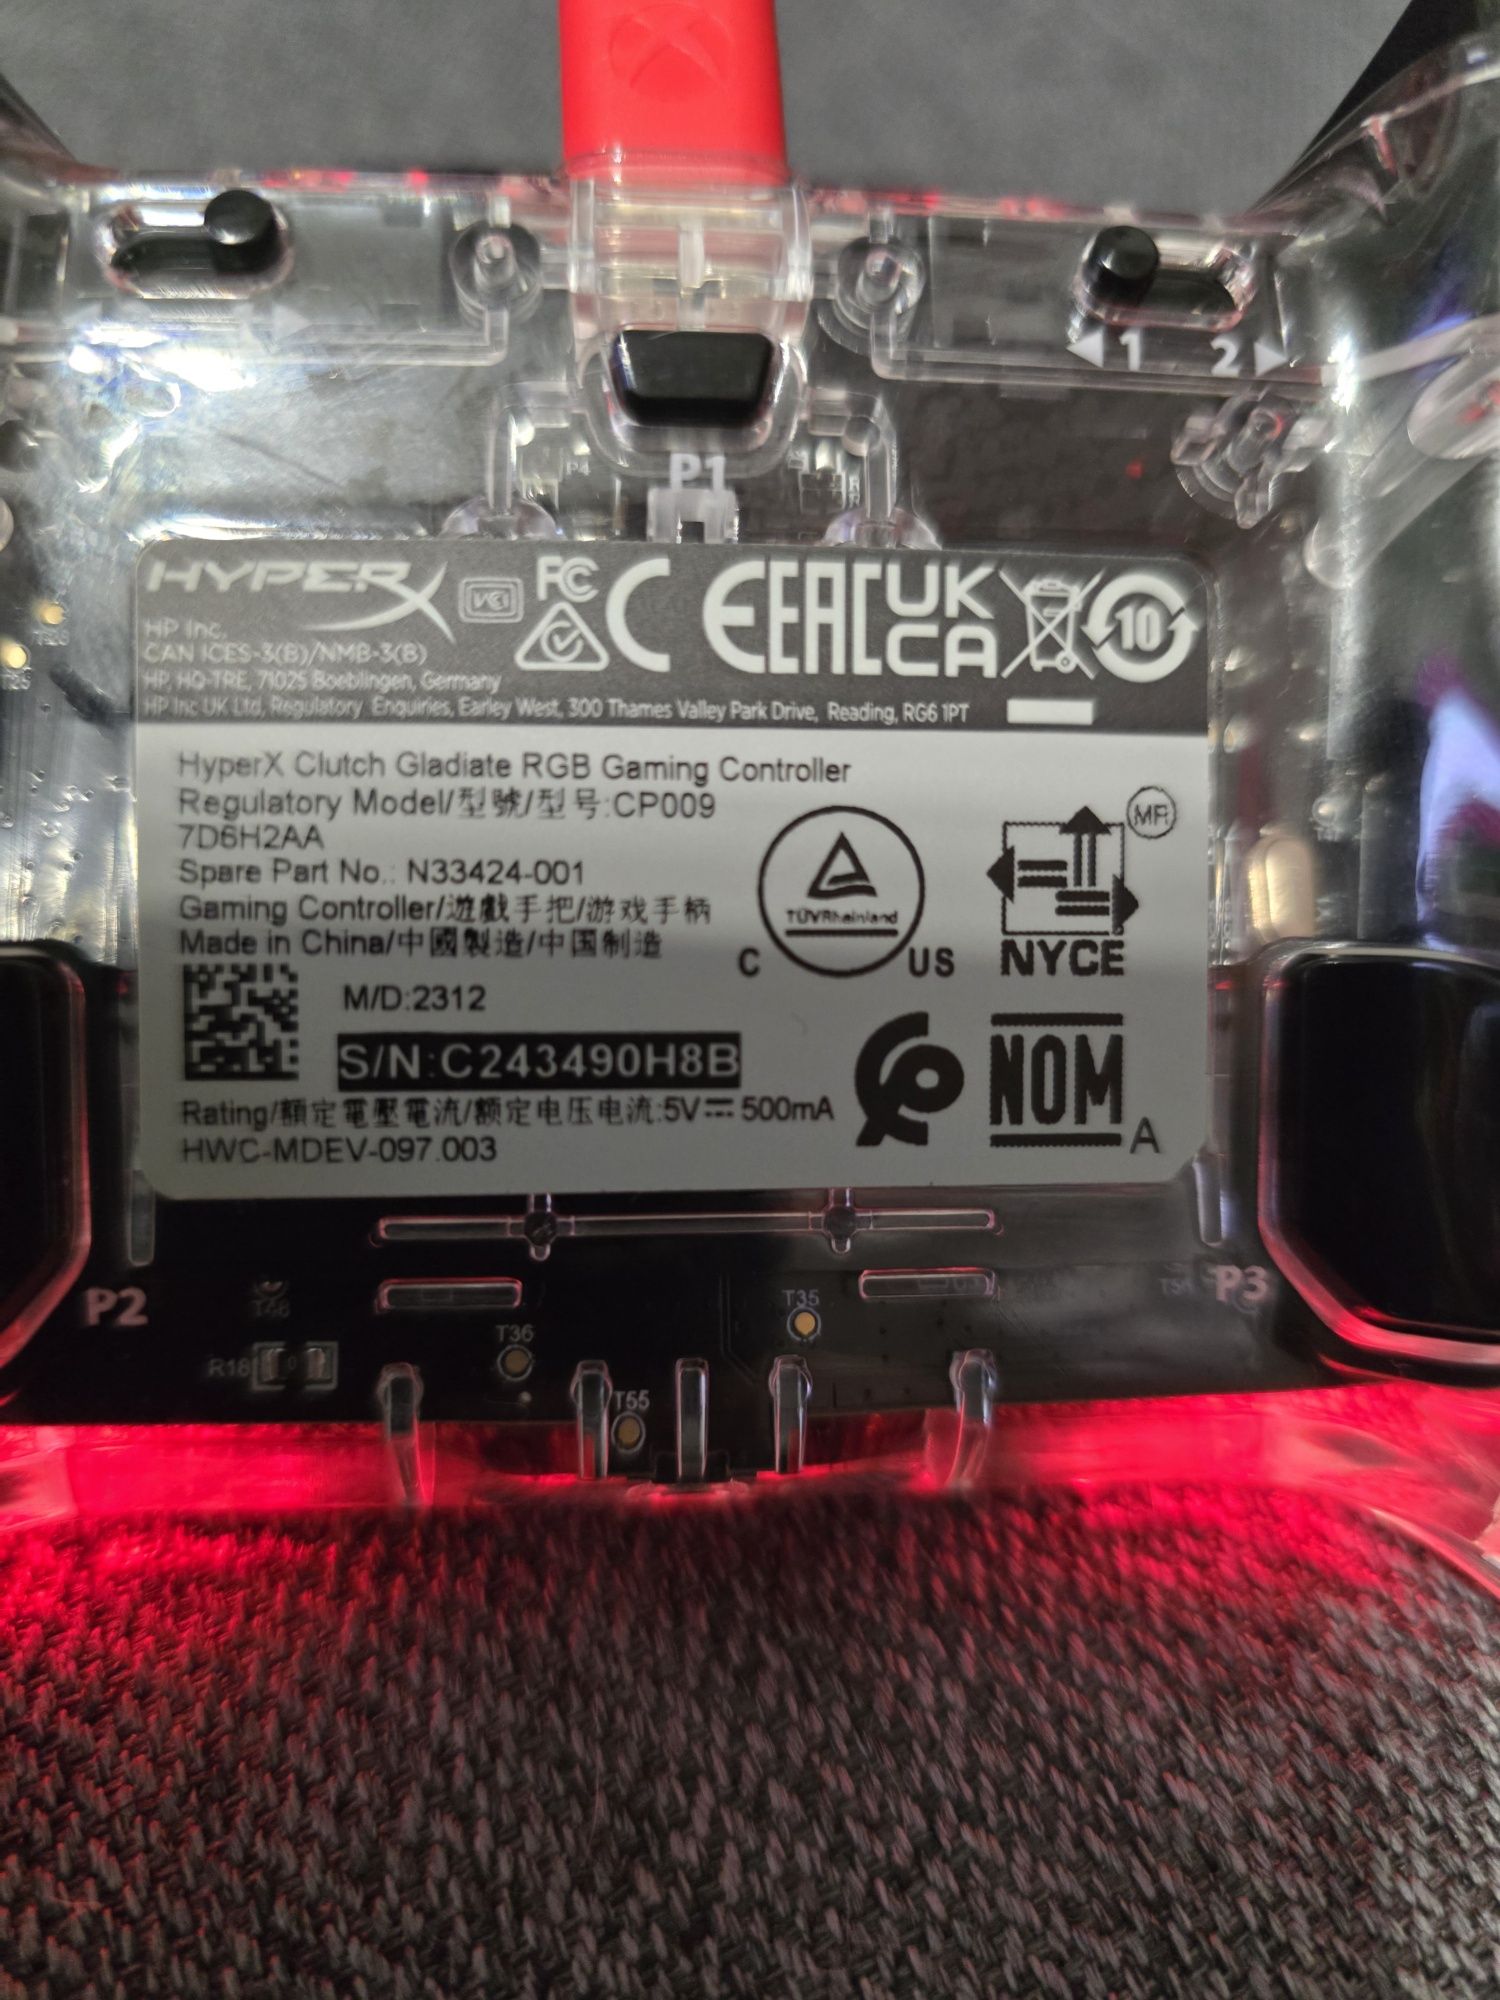 1 2
P1
HYPERX
VCI
FC
CE
EAC
UK
CA
10
HP Inc.
CAN ICES-3(B)/NMB-3(B)
HP, HQ-TRE, 71025 Boeblingen, Germany
HP Inc UK Ltd, Regulatory Enquiries, Earley West, 300 Thames Valley Park Drive, Reading, RG6 1PT
HyperX Clutch Gladiate RGB Gaming Controller
Regulatory Model/型號/型号:CP009
7D6H2AA
Spare Part No.: N33424-001
Gaming Controller/遊戲手把/游戏手柄
Made in China/中國製造/中国制造
M/D:2312
S/N:C243490H8B
Rating/額定電壓電流/额定电压电流:5V⎓500mA
HWC-MDEV-097.003
TÜVRheinland
C US
MR
NYCE
NOM
A
P2
P3
T35
T36
R18
T55